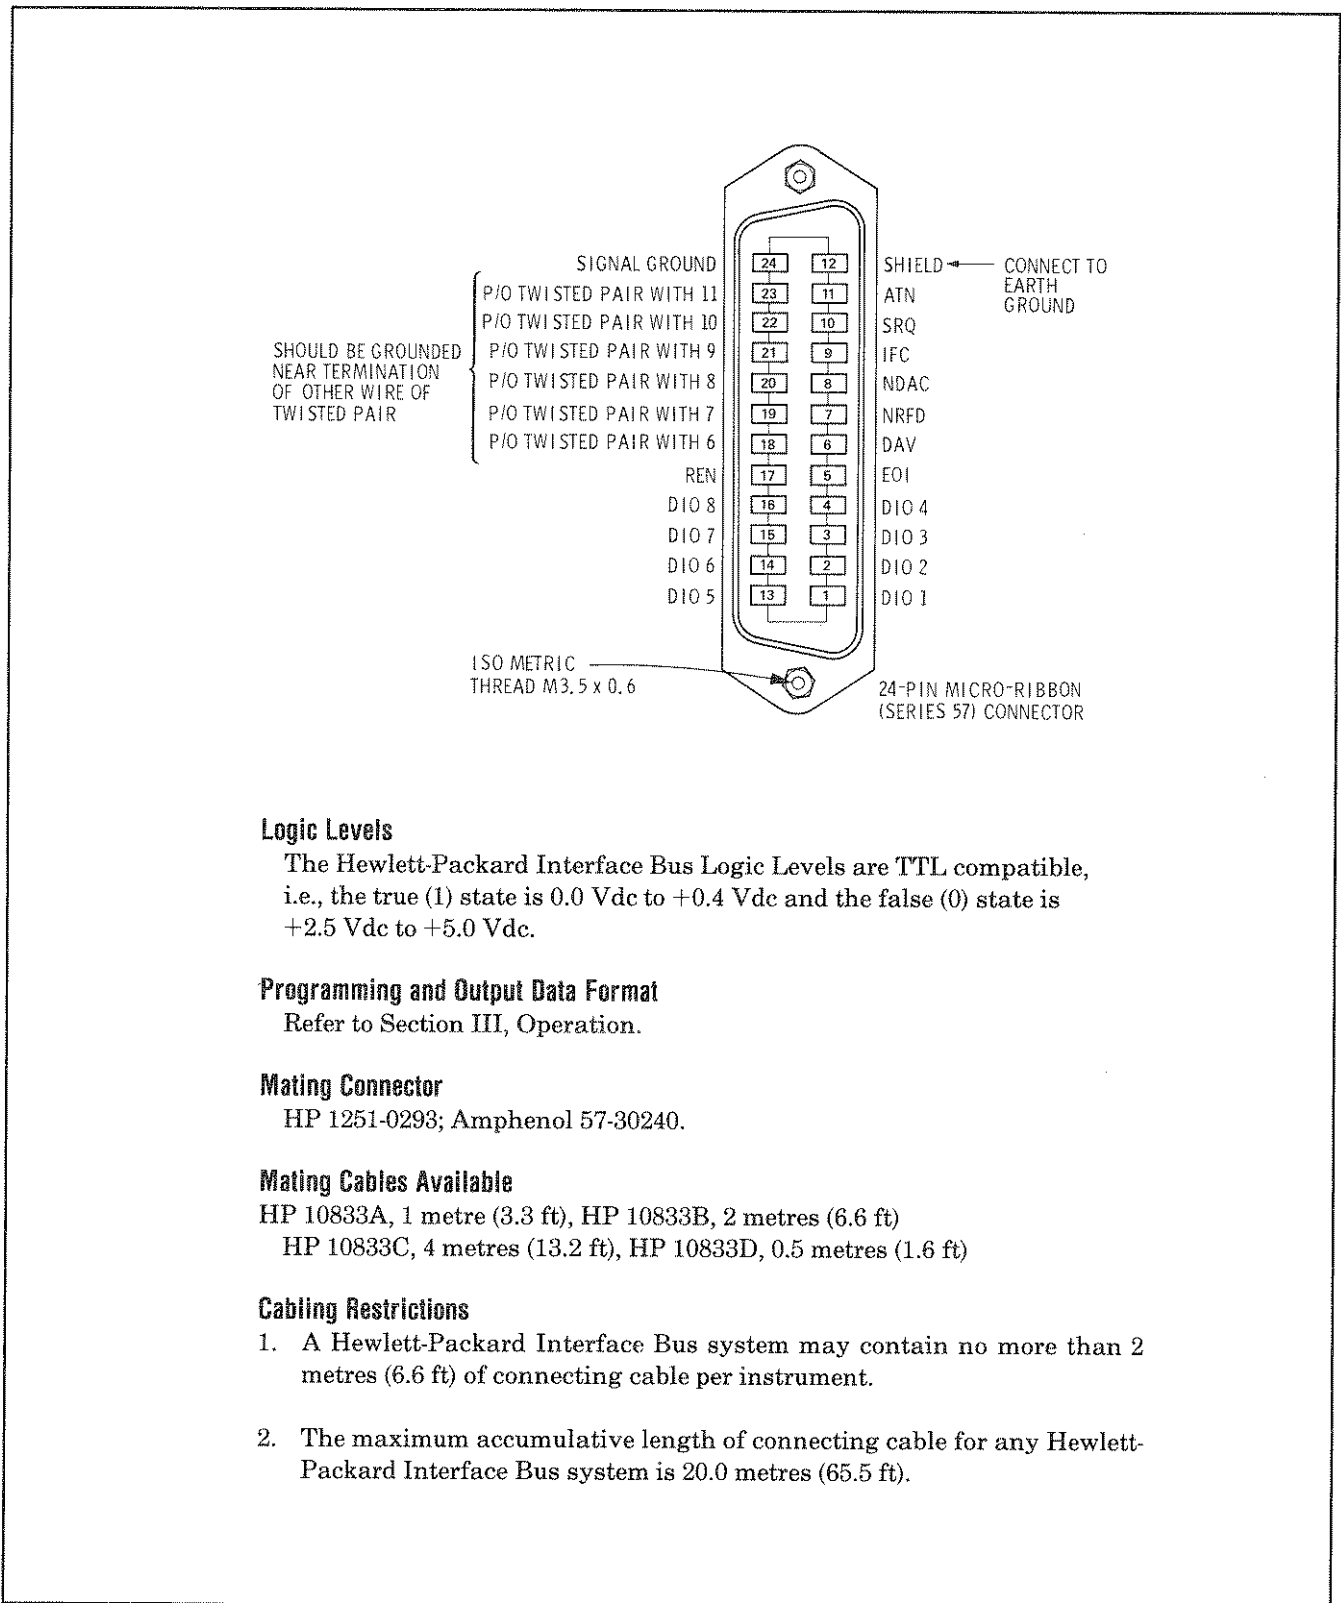 SIGNAL GROUND 24 12 SHIELD CONNECT TO EARTH GROUND
P/O TWISTED PAIR WITH 11 23 11 ATN
P/O TWISTED PAIR WITH 10 22 10 SRQ
P/O TWISTED PAIR WITH 9 21 9 IFC
P/O TWISTED PAIR WITH 8 20 8 NDAC
P/O TWISTED PAIR WITH 7 19 7 NRFD
P/O TWISTED PAIR WITH 6 18 6 DAV
SHOULD BE GROUNDED
NEAR TERMINATION
OF OTHER WIRE OF
TWISTED PAIR
REN 17 5 EOI
DIO 8 16 4 DIO 4
DIO 7 15 3 DIO 3
DIO 6 14 2 DIO 2
DIO 5 13 1 DIO 1
ISO METRIC
THREAD M3.5 x 0.6
24-PIN MICRO-RIBBON
(SERIES 57) CONNECTOR
Logic Levels
The Hewlett-Packard Interface Bus Logic Levels are TTL compatible,
i.e., the true (1) state is 0.0 Vdc to +0.4 Vdc and the false (0) state is
+2.5 Vdc to +5.0 Vdc.
Programming and Output Data Format
Refer to Section III, Operation.
Mating Connector
HP 1251-0293; Amphenol 57-30240.
Mating Cables Available
HP 10833A, 1 metre (3.3 ft), HP 10833B, 2 metres (6.6 ft)
HP 10833C, 4 metres (13.2 ft), HP 10833D, 0.5 metres (1.6 ft)
Cabling Restrictions
1. A Hewlett-Packard Interface Bus system may contain no more than 2
metres (6.6 ft) of connecting cable per instrument.
2. The maximum accumulative length of connecting cable for any Hewlett-
Packard Interface Bus system is 20.0 metres (65.5 ft).